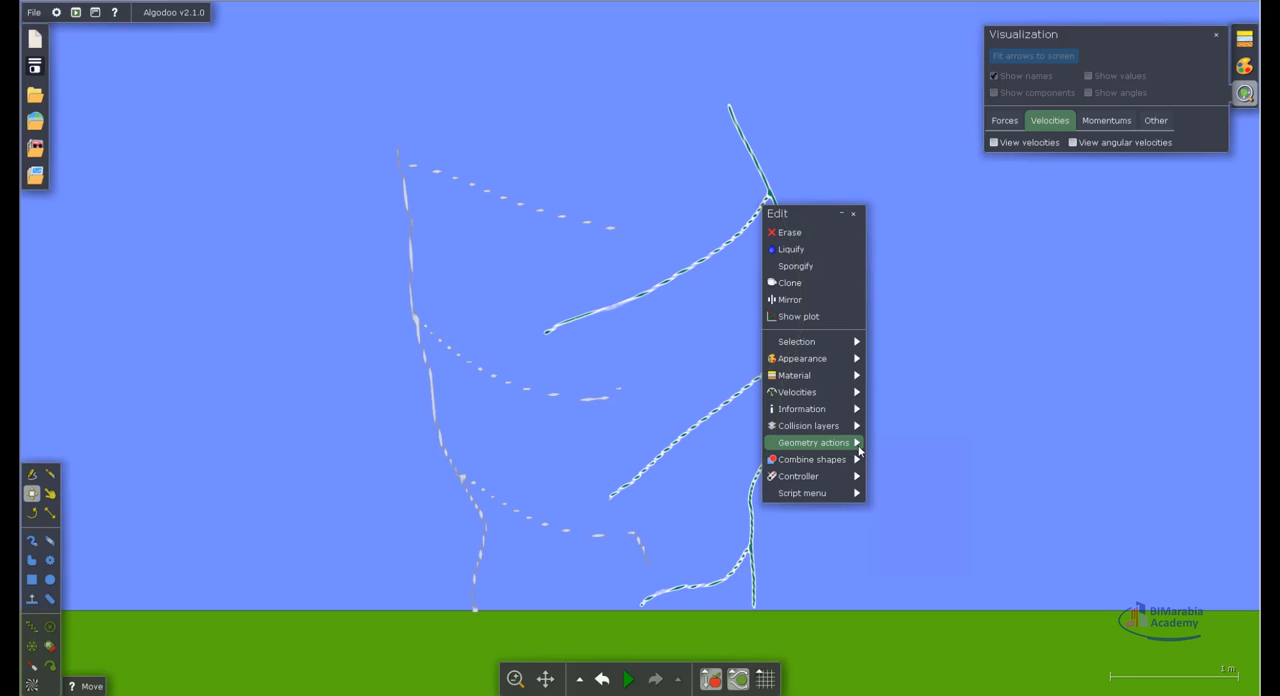 File
?
Algodoo v2.1.0
Visualization
×
Fit arrows to screen
Show names
Show values
Show components
Show angles
Forces
Velocities
Momentums
Other
View velocities
View angular velocities
Edit
Erase
Liquify
Spongify
Clone
Mirror
Show plot
Selection
Appearance
Material
Velocities
Information
Collision layers
Geometry actions
Combine shapes
Controller
Script menu
BIMarabia
Academy
1 m
? Move